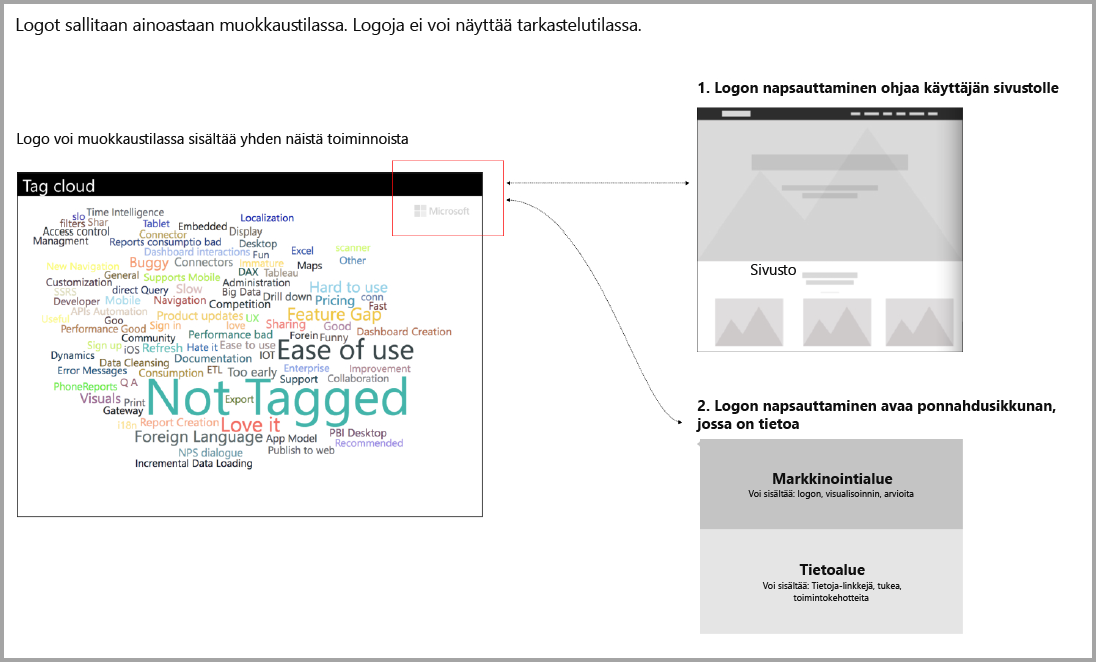 Logot sallitaan ainoastaan muokkaustilassa. Logoja ei voi näyttää tarkastelutilassa.
Logo voi muokkaustilassa sisältää yhden näistä toiminnoista
Tag cloud
Microsoft
slo Time Intelligence Localization
filters Shar Tablet Embedded Display
Access control Connector
Managment Reports consumptio bad Desktop
Dashboard interactions Fun Excel scanner
New Navigation Buggy Connectors Immature Maps Other
General Supports Mobile DAX Tableau
Customization Slow Administration Hard to use
SSRS Big Data Drill down Pricing conn
Developer Mobile Navigation Competition Fast
APIs Automation Product updates UX Feature Gap
Useful Goo Sign in love Sharing Good
Performance Good Performance bad Forein Funny Dashboard Creation
Community
Sign up iOS Refresh Hate it Ease to use Ease of use
Dynamics Data Cleansing Documentation IOT
Error Messages Consumption ETL Too early Enterprise Improvement
PhoneReports Q A Support Collaboration
Visuals Print Not Tagged Export
Gateway
i18n Report Creation Love it
Foreign Language App Model PBI Desktop
Recommended
NPS dialogue Publish to web
Incremental Data Loading
direct Query
1. Logon napsauttaminen ohjaa käyttäjän sivustolle
Sivusto
2. Logon napsauttaminen avaa ponnahdusikkunan,
jossa on tietoa
Markkinointialue
Voi sisältää: logon, visualisoinnin, arvioita
Tietoalue
Voi sisältää: Tietoja-linkkejä, tukea,
toimintokehotteita